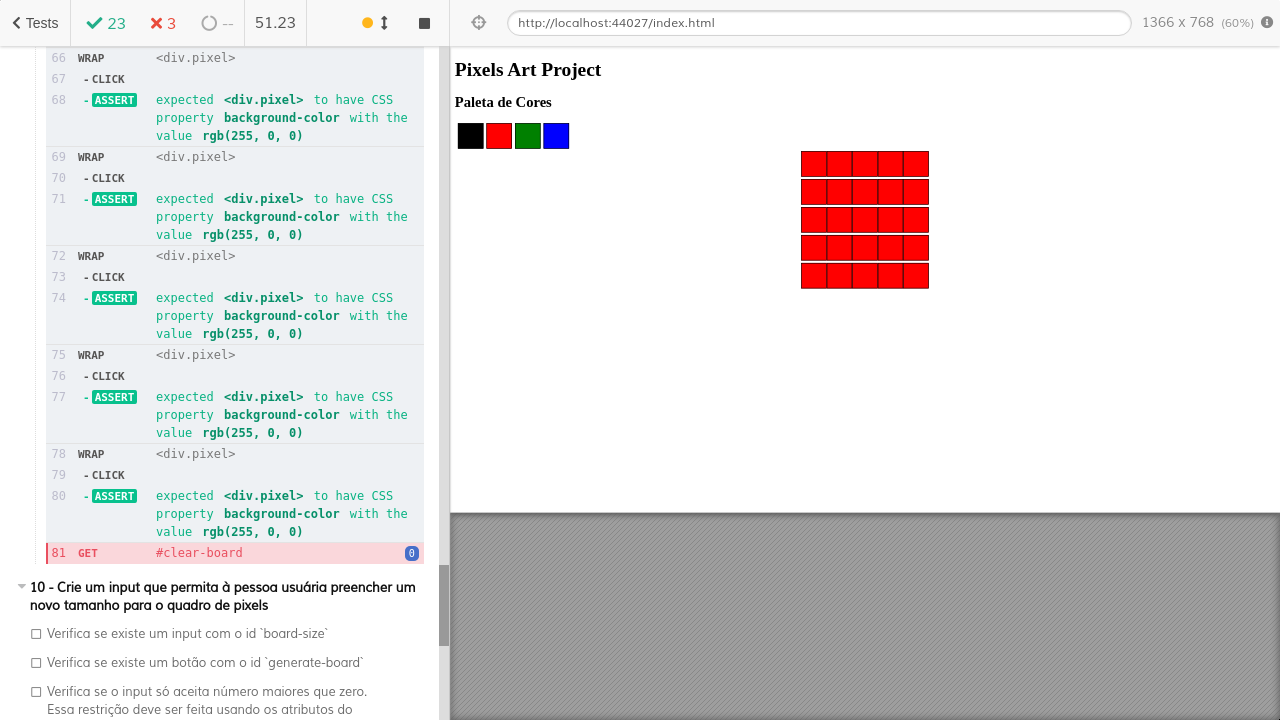 Tests
23
3
--
51.23
http://localhost:44027/index.html
1366 x 768 (60%)
66 WRAP <div.pixel>
67 -CLICK
68 -ASSERT expected <div.pixel> to have CSS
property background-color with the
value rgb(255, 0, 0)
69 WRAP <div.pixel>
70 -CLICK
71 -ASSERT expected <div.pixel> to have CSS
property background-color with the
value rgb(255, 0, 0)
72 WRAP <div.pixel>
73 -CLICK
74 -ASSERT expected <div.pixel> to have CSS
property background-color with the
value rgb(255, 0, 0)
75 WRAP <div.pixel>
76 -CLICK
77 -ASSERT expected <div.pixel> to have CSS
property background-color with the
value rgb(255, 0, 0)
78 WRAP <div.pixel>
79 -CLICK
80 -ASSERT expected <div.pixel> to have CSS
property background-color with the
value rgb(255, 0, 0)
81 GET #clear-board 0
10 - Crie um input que permita à pessoa usuária preencher um
novo tamanho para o quadro de pixels
Verifica se existe um input com o id `board-size`
Verifica se existe um botão com o id `generate-board`
Verifica se o input só aceita número maiores que zero.
Essa restrição deve ser feita usando os atributos do
Pixels Art Project
Paleta de Cores